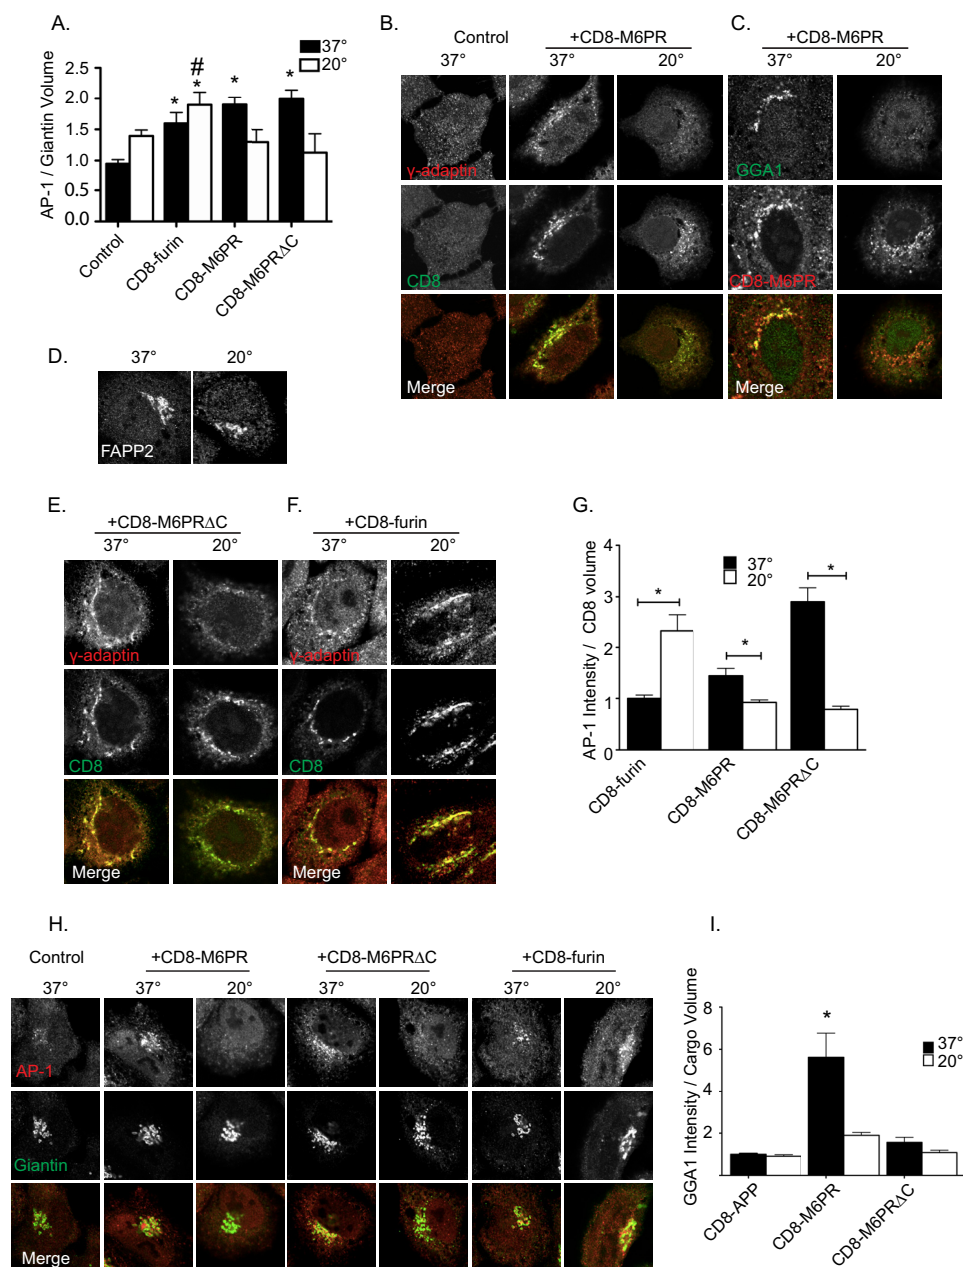 A.
37°
20°
AP-1 / Giantin Volume
2.5
2.0
1.5
1.0
0.5
0.0
#
* * * *
Control
CD8-furin
CD8-M6PR
CD8-M6PRΔC
B.
Control
+CD8-M6PR
37° 37° 20°
γ-adaptin
CD8
Merge
C.
+CD8-M6PR
37° 20°
GGA1
CD8-M6PR
Merge
D.
37° 20°
FAPP2
E.
+CD8-M6PRΔC
37° 20°
γ-adaptin
CD8
Merge
F.
+CD8-furin
37° 20°
γ-adaptin
CD8
Merge
G.
AP-1 Intensity / CD8 volume
4
3
2
1
0
37°
20°
* * *
CD8-furin
CD8-M6PR
CD8-M6PRΔC
H.
Control +CD8-M6PR +CD8-M6PRΔC +CD8-furin
37° 37° 20° 37° 20° 37° 20°
AP-1
Giantin
Merge
I.
GGA1 Intensity / Cargo Volume
8
6
4
2
*
37°
20°
CD8-APP
CD8-M6PR
CD8-M6PRΔC